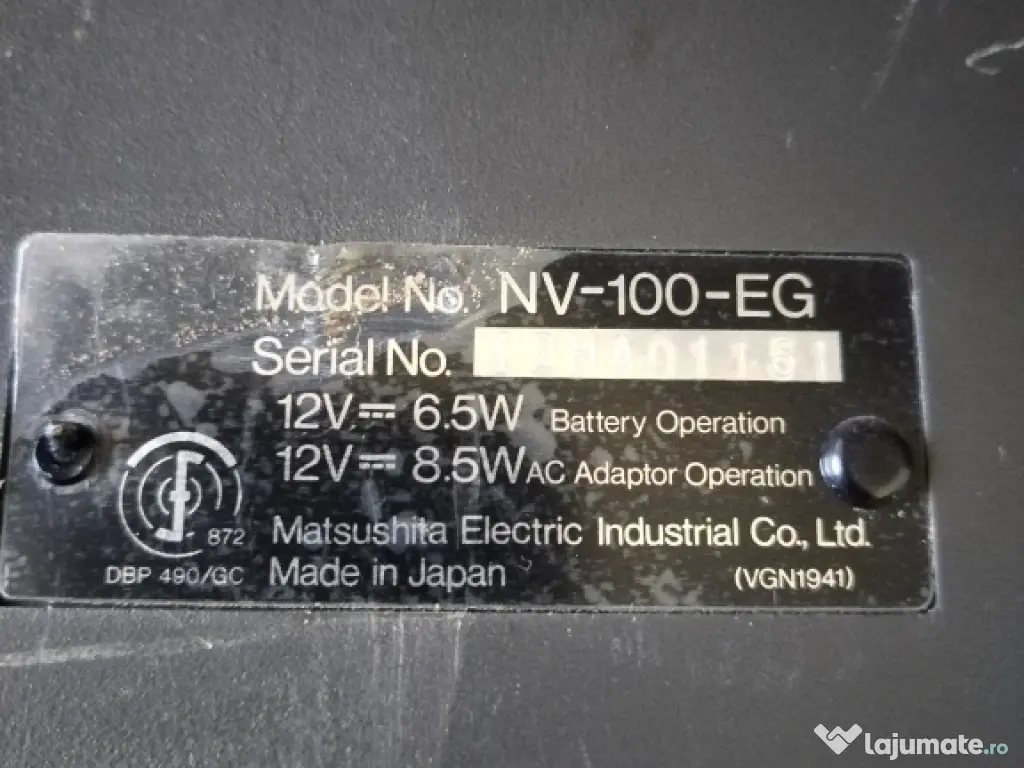 Model No. NV-100-EG
Serial No.
12V⎓ 6.5W Battery Operation
12V⎓ 8.5W AC Adaptor Operation
872 Matsushita Electric Industrial Co., Ltd.
DBP 490/GC Made in Japan (VGN1941)
lajumate.ro